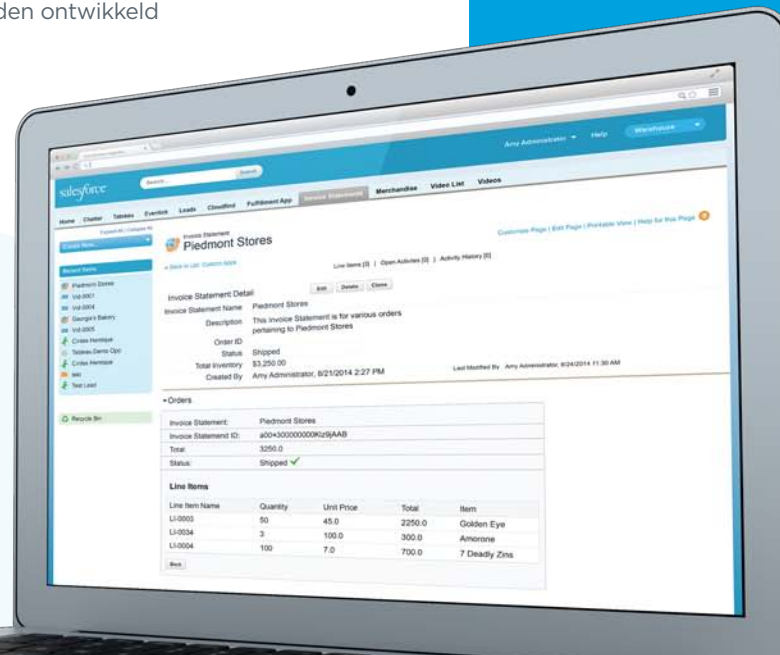 den ontwikkeld
Amy Administrator Help Warehouse
salesforce Search... Search
Home Chatter Tableau Eventick Leads Cloudfind Fulfillment App Invoice Statements Merchandise Video List Videos
Expand All | Collapse All
Create New...
Invoice Statement
Piedmont Stores
Customize Page | Edit Page | Printable View | Help for this Page
« Back to List: Custom Apps
Line Items [0] | Open Activities [0] | Activity History [0]
Recent Items
Piedmont Stores
Vid-0001
Vid-0004
Georgia's Bakery
Vid-0005
Cintas Heritique
Tableau Demo Opp
Cintas Heritique
Test Lead
Recycle Bin
Invoice Statement Detail Edit Delete Clone
Invoice Statement Name Piedmont Stores
Description This Invoice Statement is for various orders
pertaining to Piedmont Stores
Order ID
Status Shipped
Total Inventory $3,250.00
Created By Amy Administrator, 8/21/2014 2:27 PM Last Modified By Amy Administrator, 8/24/2014 11:30 AM
Orders
Invoice Statement: Piedmont Stores
Invoice Statemend ID:
Total: 3250.0
Status: Shipped
Line Items
Line Item Name Quantity Unit Price Total Item
LI-0003 50 45.0 2250.0 Golden Eye
LI-0034 3 100.0 300.0 Amorone
LI-0004 100 7.0 700.0 7 Deadly Zins
Back